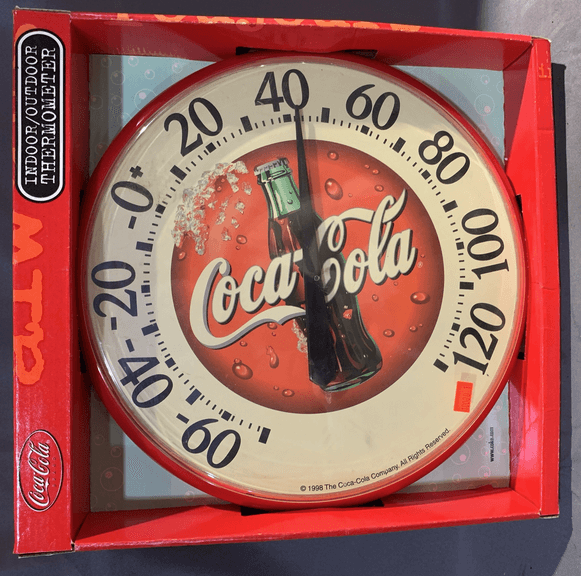 INDOOR/OUTDOOR
THERMOMETER
40
20
60
80
-0+
100
-20
120
-40
-60
Coca-Cola
Coca-Cola
© 1998 The Coca-Cola Company. All Rights Reserved.